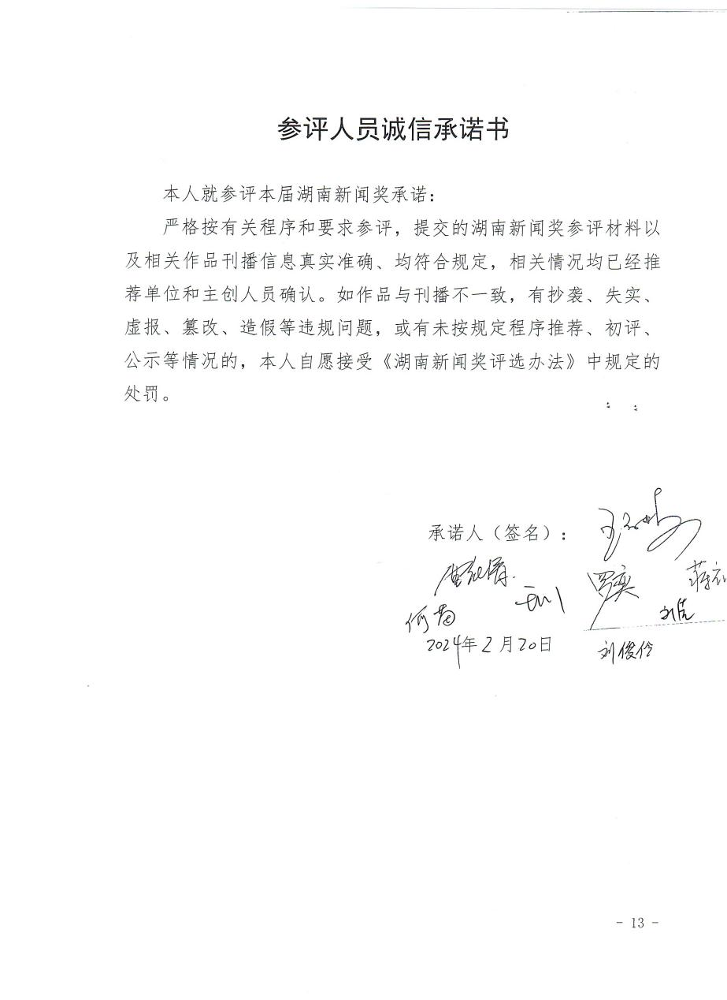 参评人员诚信承诺书
本人就参评本届湖南新闻奖承诺：
严格按有关程序和要求参评，提交的湖南新闻奖参评材料以
及相关作品刊播信息真实准确、均符合规定，相关情况均已经推
荐单位和主创人员确认。如作品与刊播不一致，有抄袭、失实、
虚报、篡改、造假等违规问题，或有未按规定程序推荐、初评、
公示等情况的，本人自愿接受《湖南新闻奖评选办法》中规定的
处罚。
承诺人（签名）：
2024年2月20日
刘俊伶
- 13 -